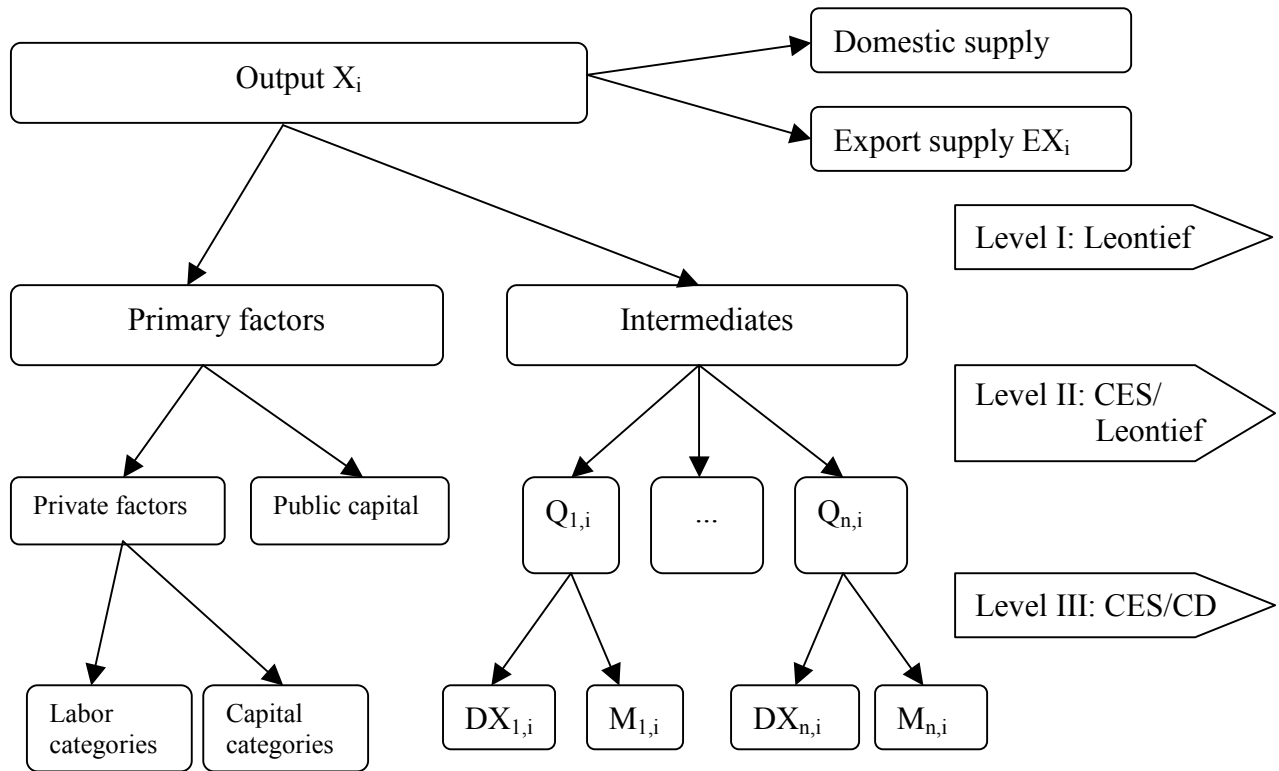 Domestic supply
Output Xᵢ
Export supply EXᵢ
Level I: Leontief
Primary factors
Intermediates
Level II: CES/
Leontief
Private factors
Public capital
Q₁,ᵢ
...
Qₙ,ᵢ
Level III: CES/CD
Labor
categories
Capital
categories
DX₁,ᵢ
M₁,ᵢ
DXₙ,ᵢ
Mₙ,ᵢ